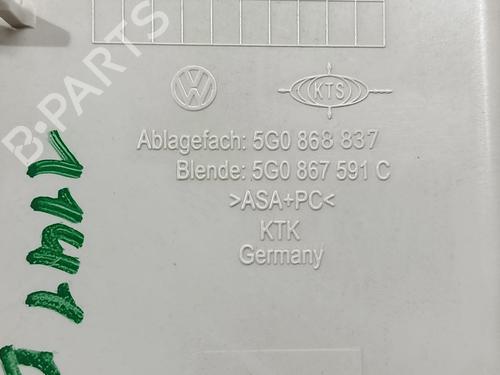 KTS
Ablagefach: 5G0 868 837
Blende: 5G0 867 591 C
>ASA+PC<
KTK
Germany
B-PARTS